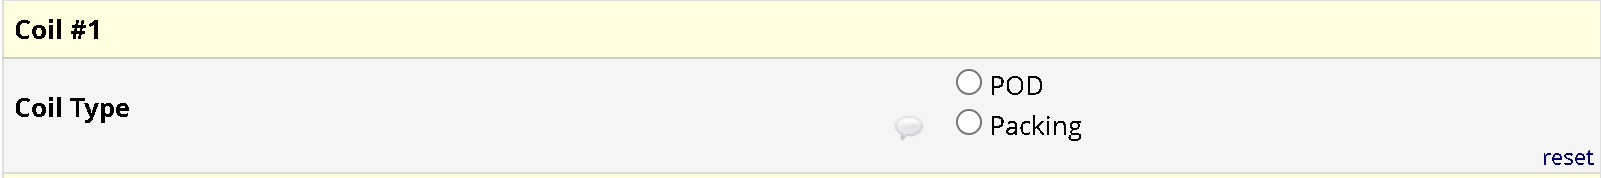 Coil #1
Coil Type
POD
Packing
reset